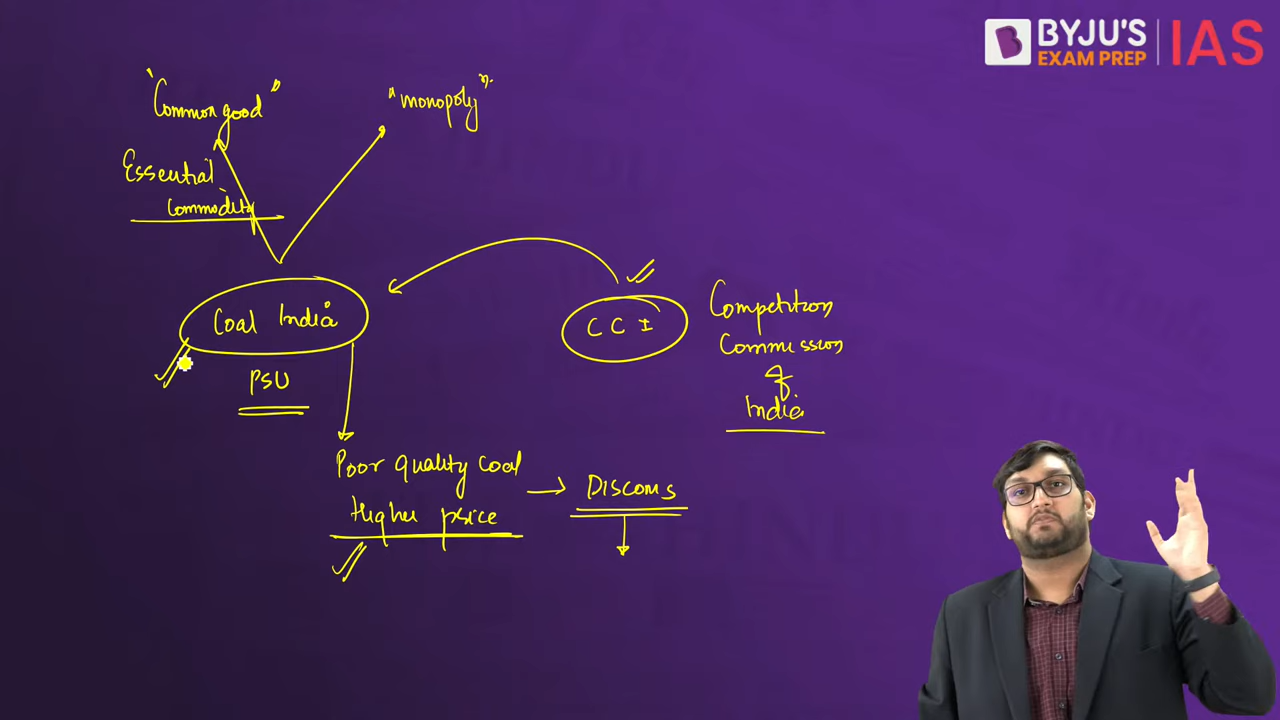 BYJU'S
EXAM PREP
IAS
"Common good"
"monopoly"
Essential
Commodity
Coal India
PSU
CCI
Competition
Commission
of
India
Poor quality coal
Higher price
DISCOMS